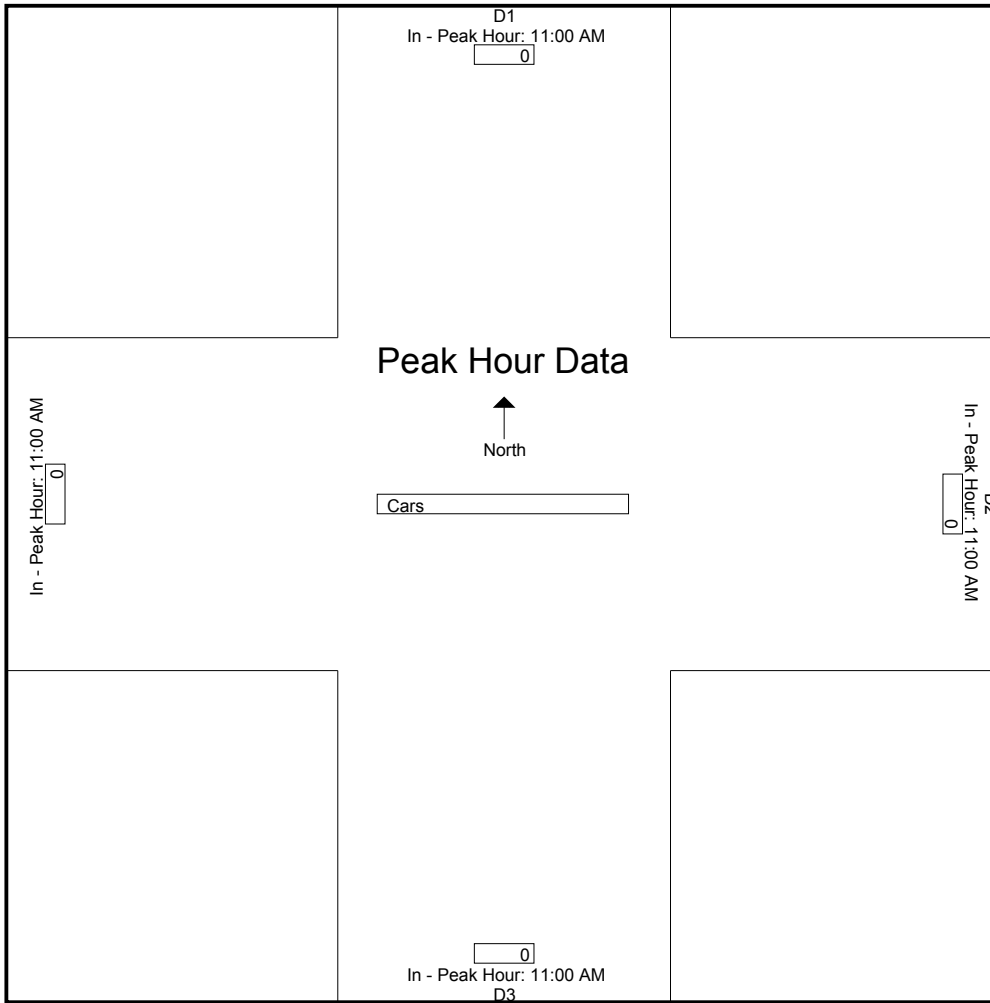 D1
In - Peak Hour: 11:00 AM
0
Peak Hour Data
North
In - Peak Hour: 11:00 AM
0
Cars
0
In - Peak Hour: 11:00 AM
0
In - Peak Hour: 11:00 AM
D3